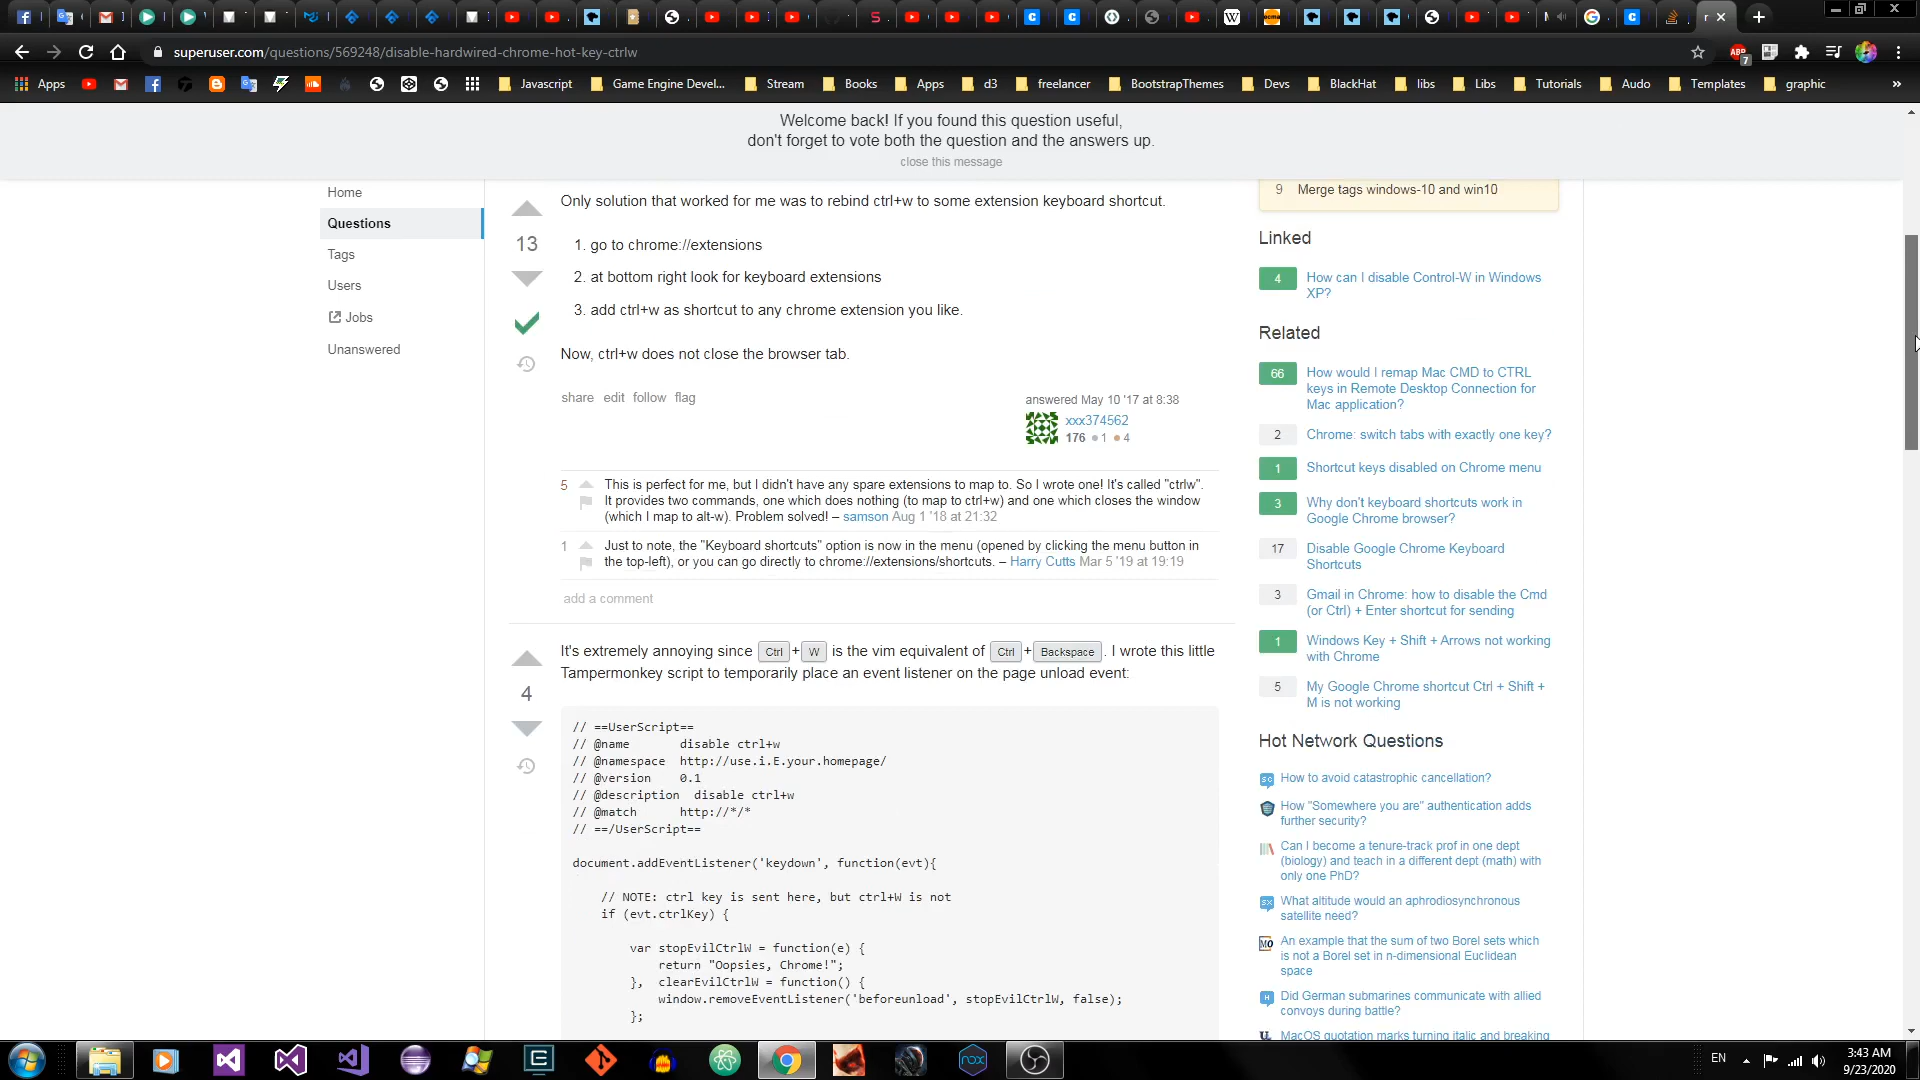 superuser.com/questions/569248/disable-hardwired-chrome-hot-key-ctrlw
7
Apps
Javascript
Game Engine Devel...
Stream
Books
Apps
d3
freelancer
BootstrapThemes
Devs
BlackHat
libs
Libs
Tutorials
Audo
Templates
graphic
»
Welcome back! If you found this question useful,
don't forget to vote both the question and the answers up.
close this message
Home
Questions
Tags
Users
Jobs
Unanswered
Only solution that worked for me was to rebind ctrl+w to some extension keyboard shortcut.
13
1. go to chrome://extensions
2. at bottom right look for keyboard extensions
3. add ctrl+w as shortcut to any chrome extension you like.
Now, ctrl+w does not close the browser tab.
share edit follow flag
answered May 10 '17 at 8:38
xxx374562
176 ●1 ●4
5 This is perfect for me, but I didn't have any spare extensions to map to. So I wrote one! It's called "ctrlw".
It provides two commands, one which does nothing (to map to ctrl+w) and one which closes the window
(which I map to alt-w). Problem solved! – samson Aug 1 '18 at 21:32
1 Just to note, the "Keyboard shortcuts" option is now in the menu (opened by clicking the menu button in
the top-left), or you can go directly to chrome://extensions/shortcuts. – Harry Cutts Mar 5 '19 at 19:19
add a comment
It's extremely annoying since Ctrl + W is the vim equivalent of Ctrl + Backspace . I wrote this little
Tampermonkey script to temporarily place an event listener on the page unload event:
4
// ==UserScript==
// @name       disable ctrl+w
// @namespace  http://use.i.E.your.homepage/
// @version    0.1
// @description  disable ctrl+w
// @match      http://*/*
// ==/UserScript==
document.addEventListener('keydown', function(evt){
// NOTE: ctrl key is sent here, but ctrl+W is not
if (evt.ctrlKey) {
var stopEvilCtrlW = function(e) {
return "Oopsies, Chrome!";
},  clearEvilCtrlW = function() {
window.removeEventListener('beforeunload', stopEvilCtrlW, false);
};
9 Merge tags windows-10 and win10
Linked
4 How can I disable Control-W in Windows
XP?
Related
66 How would I remap Mac CMD to CTRL
keys in Remote Desktop Connection for
Mac application?
2 Chrome: switch tabs with exactly one key?
1 Shortcut keys disabled on Chrome menu
3 Why don't keyboard shortcuts work in
Google Chrome browser?
17 Disable Google Chrome Keyboard
Shortcuts
3 Gmail in Chrome: how to disable the Cmd
(or Ctrl) + Enter shortcut for sending
1 Windows Key + Shift + Arrows not working
with Chrome
5 My Google Chrome shortcut Ctrl + Shift +
M is not working
Hot Network Questions
How to avoid catastrophic cancellation?
How "Somewhere you are" authentication adds
further security?
Can I become a tenure-track prof in one dept
(biology) and teach in a different dept (math) with
only one PhD?
What altitude would an aphrodiosynchronous
satellite need?
An example that the sum of two Borel sets which
is not a Borel set in n-dimensional Euclidean
space
Did German submarines communicate with allied
convoys during battle?
MacOS quotation marks turning italic and breaking
EN
3:43 AM
9/23/2020